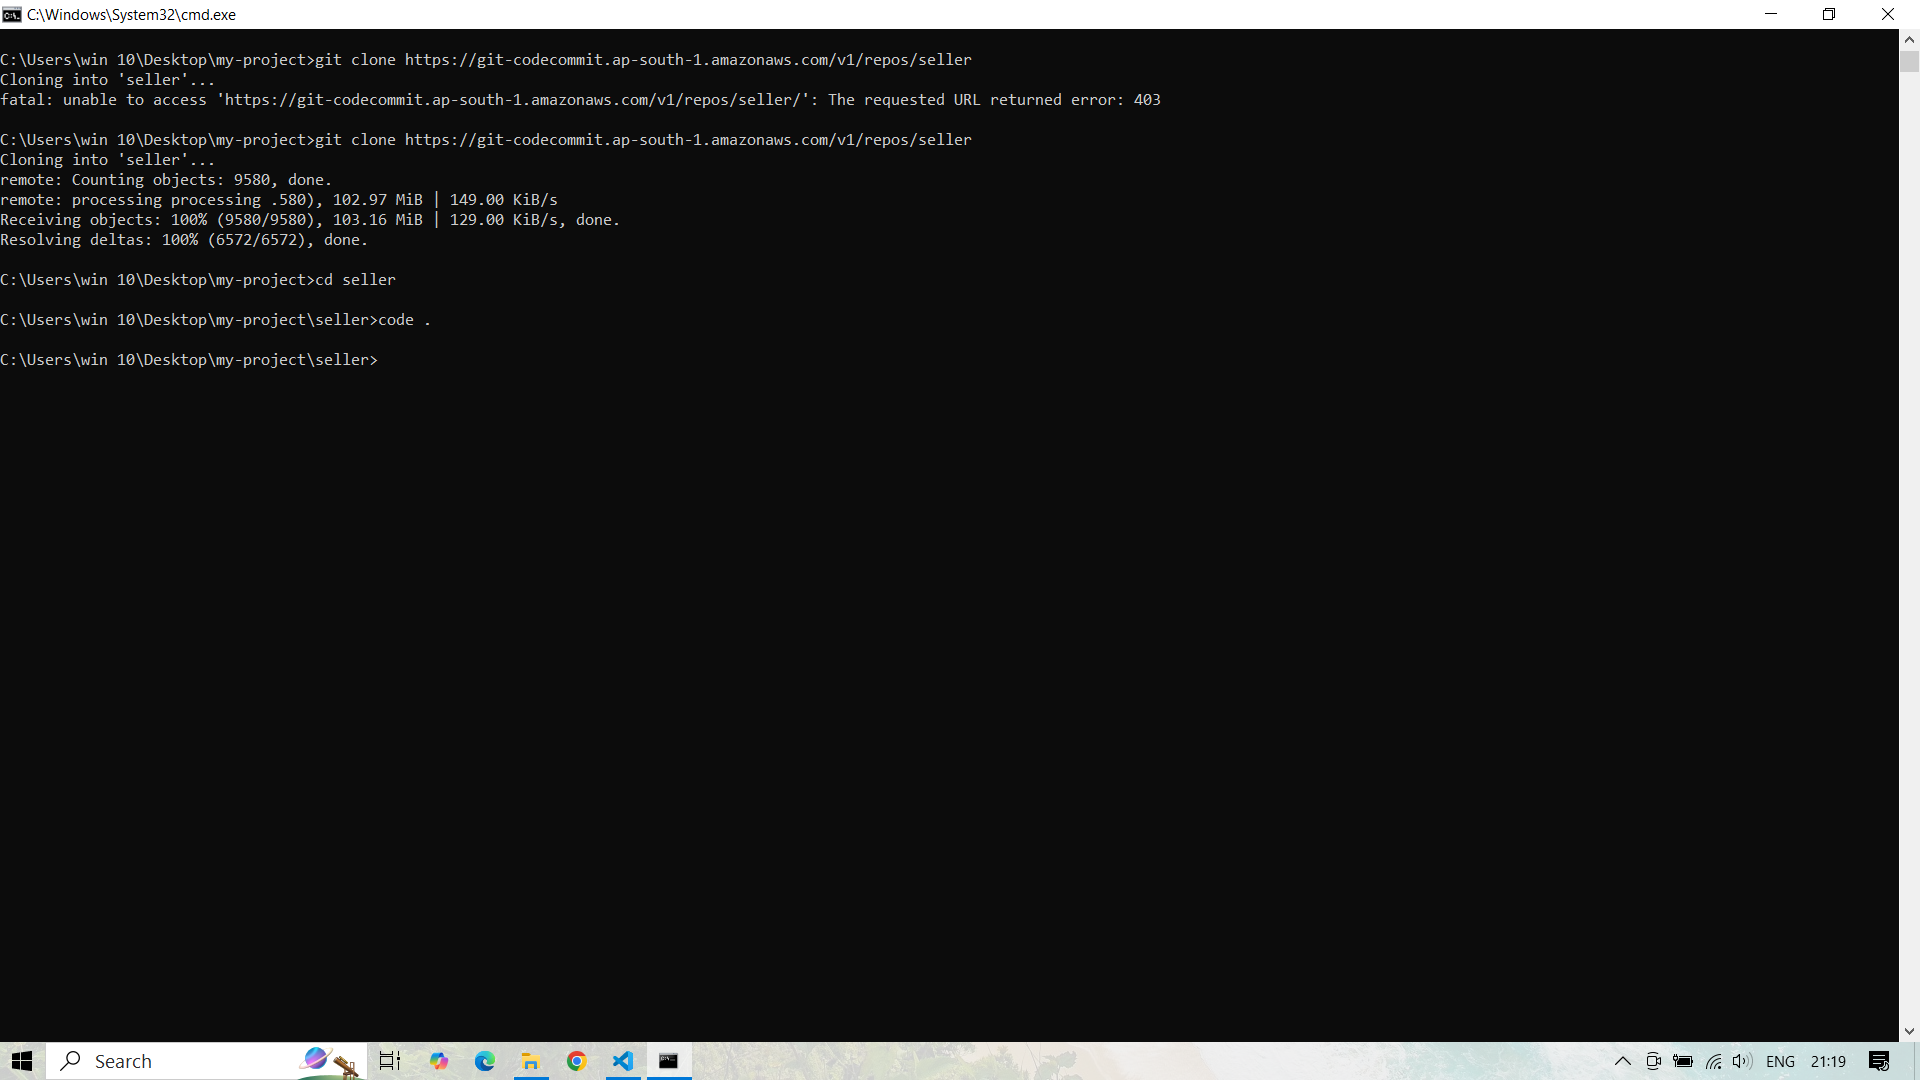 C:\Windows\System32\cmd.exe
C:\Users\win 10\Desktop\my-project>git clone https://git-codecommit.ap-south-1.amazonaws.com/v1/repos/seller
Cloning into 'seller'...
fatal: unable to access 'https://git-codecommit.ap-south-1.amazonaws.com/v1/repos/seller/': The requested URL returned error: 403
C:\Users\win 10\Desktop\my-project>git clone https://git-codecommit.ap-south-1.amazonaws.com/v1/repos/seller
Cloning into 'seller'...
remote: Counting objects: 9580, done.
remote: processing processing .580), 102.97 MiB | 149.00 KiB/s
Receiving objects: 100% (9580/9580), 103.16 MiB | 129.00 KiB/s, done.
Resolving deltas: 100% (6572/6572), done.
C:\Users\win 10\Desktop\my-project>cd seller
C:\Users\win 10\Desktop\my-project\seller>code .
C:\Users\win 10\Desktop\my-project\seller>
Search
ENG
21:19